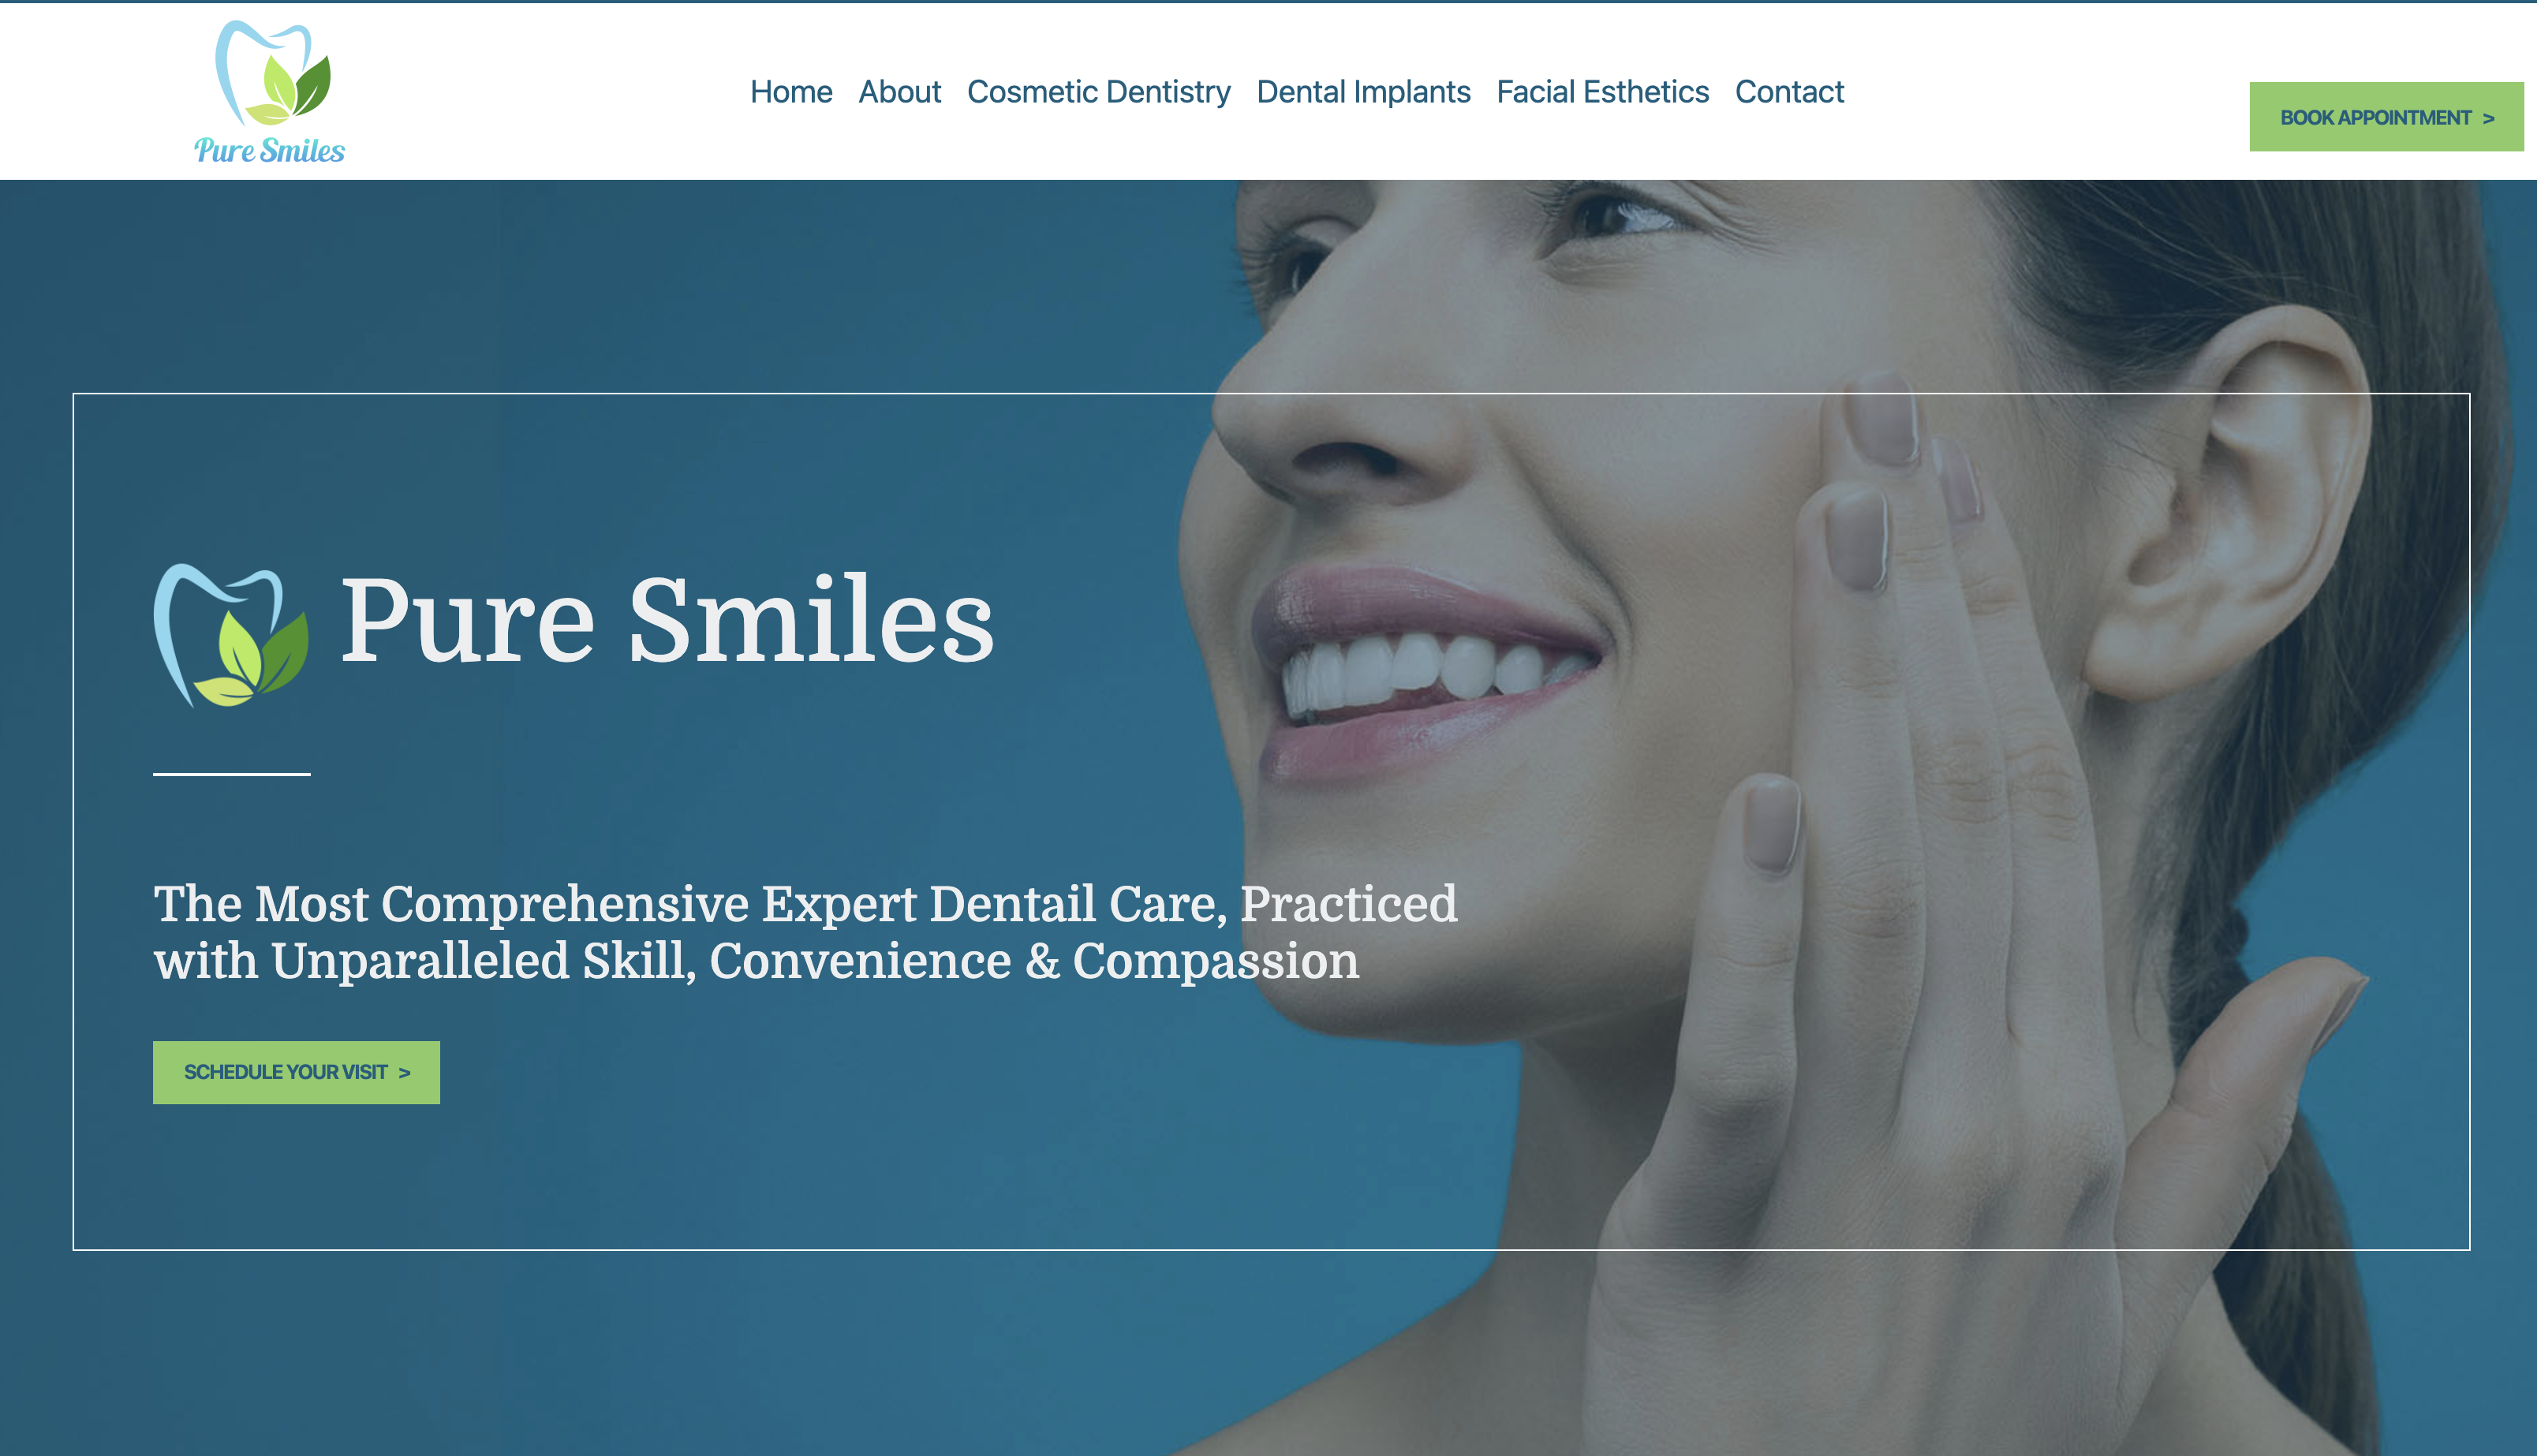 Pure Smiles
Home About Cosmetic Dentistry Dental Implants Facial Esthetics Contact
BOOK APPOINTMENT >
Pure Smiles
The Most Comprehensive Expert Dentail Care, Practiced
with Unparalleled Skill, Convenience & Compassion
SCHEDULE YOUR VISIT >